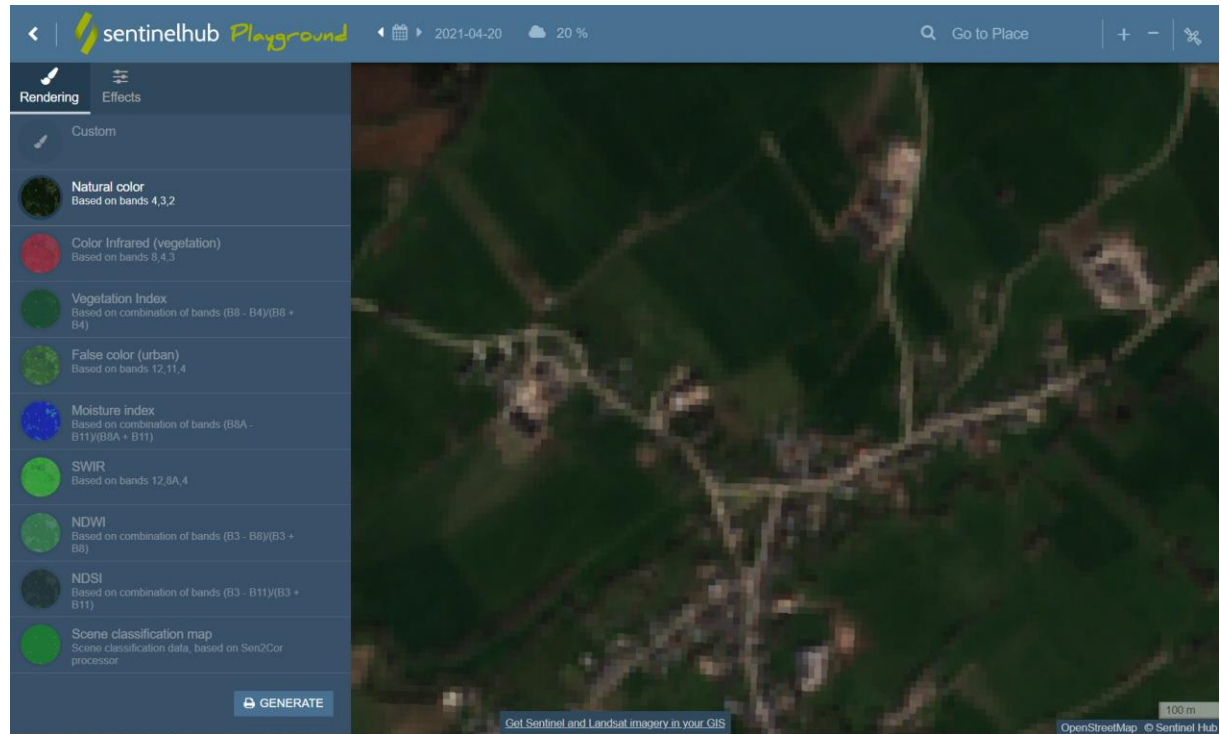 sentinelhub Playground
2021-04-20
20 %
Go to Place
Rendering
Effects
Custom
Natural color
Based on bands 4,3,2
Color Infrared (vegetation)
Based on bands 8,4,3
Vegetation Index
Based on combination of bands (B8 - B4)/(B8 +
B4)
False color (urban)
Based on bands 12,11,4
Moisture index
Based on combination of bands (B8A -
B11)/(B8A + B11)
SWIR
Based on bands 12,8A,4
NDWI
Based on combination of bands (B3 - B8)/(B3 +
B8)
NDSI
Based on combination of bands (B3 - B11)/(B3 +
B11)
Scene classification map
Scene classification data, based on Sen2Cor
processor
GENERATE
Get Sentinel and Landsat imagery in your GIS
100 m
OpenStreetMap © Sentinel Hub